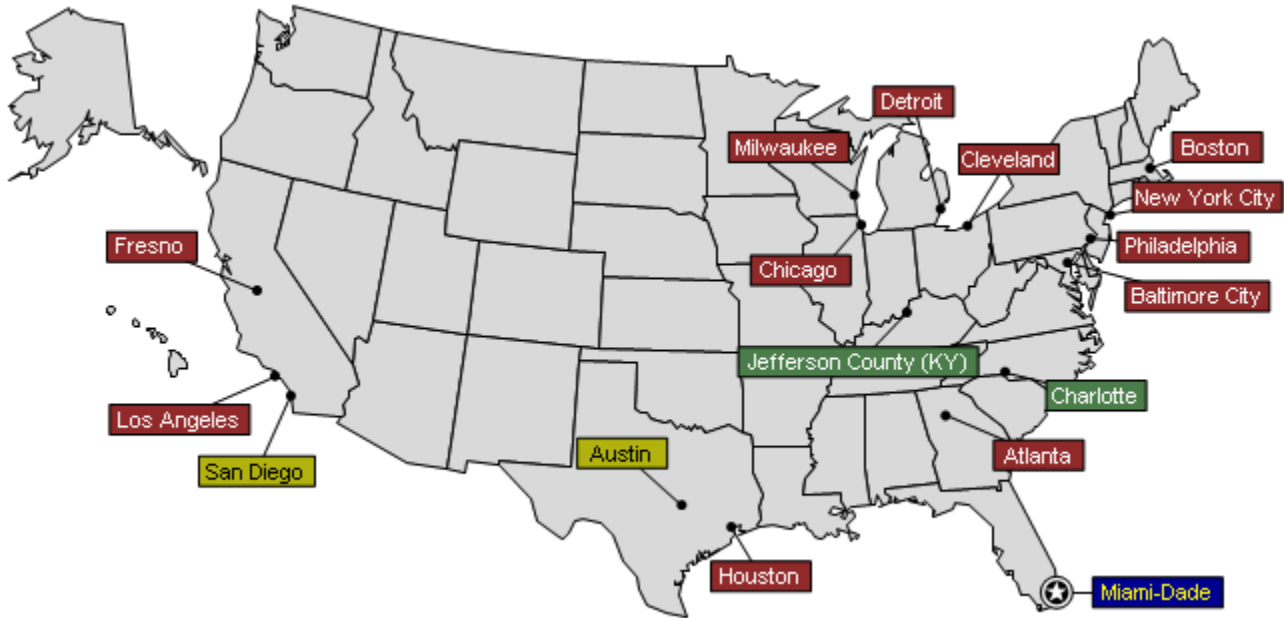 Detroit
Milwaukee
Cleveland
Boston
New York City
Fresno
Philadelphia
Chicago
Baltimore City
Jefferson County (KY)
Charlotte
Los Angeles
Austin
Atlanta
San Diego
Houston
Miami-Dade